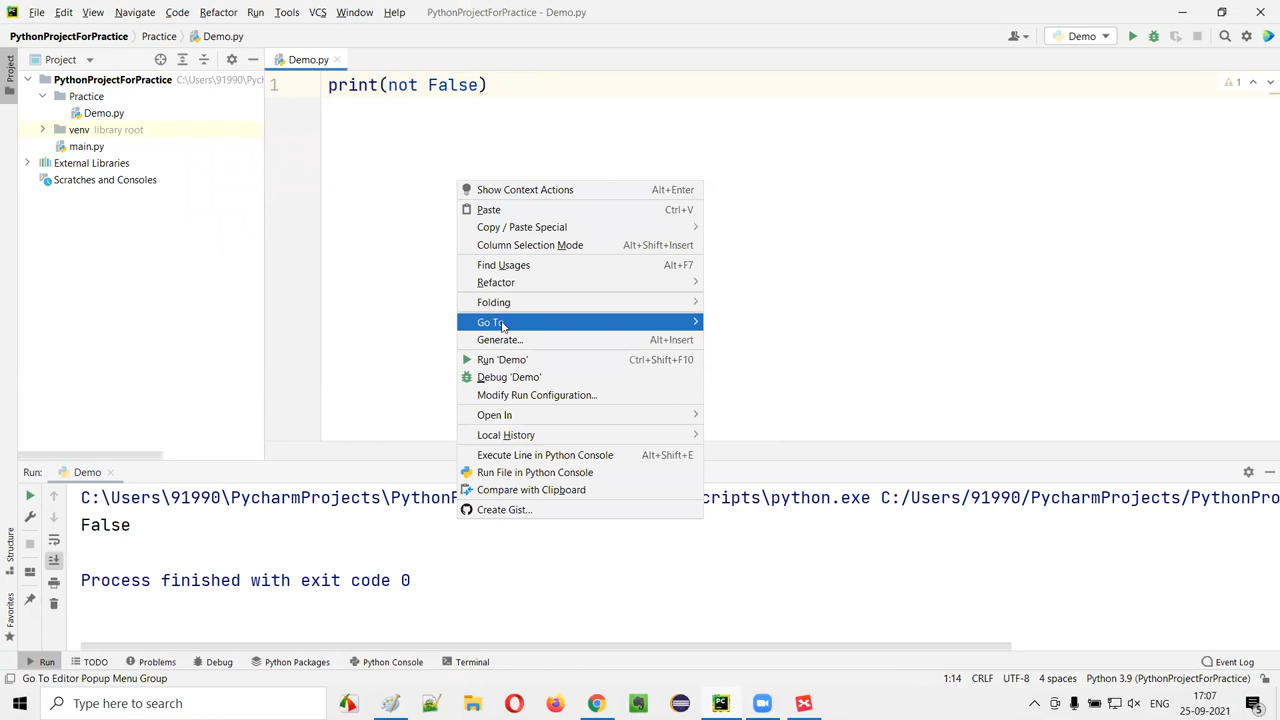 File Edit View Navigate Code Refactor Run Tools VCS Window Help PythonProjectForPractice - Demo.py
PythonProjectForPractice Practice Demo.py Demo
Project Project Demo.py
1 print(not False) 1
PythonProjectForPractice C:\Users\91990\Pych
Practice
Demo.py
venv library root
main.py
External Libraries
Scratches and Consoles
Show Context Actions Alt+Enter
Paste Ctrl+V
Copy / Paste Special
Column Selection Mode Alt+Shift+Insert
Find Usages Alt+F7
Refactor
Folding
Go To
Generate... Alt+Insert
Run 'Demo' Ctrl+Shift+F10
Debug 'Demo'
Modify Run Configuration...
Open In
Local History
Execute Line in Python Console Alt+Shift+E
Run File in Python Console
Compare with Clipboard
Create Gist...
Run: Demo
C:\Users\91990\PycharmProjects\PythonP cripts\python.exe C:/Users/91990/PycharmProjects/PythonPro
False
Process finished with exit code 0
Structure
Favorites
Run TODO Problems Debug Python Packages Python Console Terminal Event Log
Go To Editor Popup Menu Group 1:14 CRLF UTF-8 4 spaces Python 3.9 (PythonProjectForPractice)
Type here to search ENG 17:07
25-09-2021 5